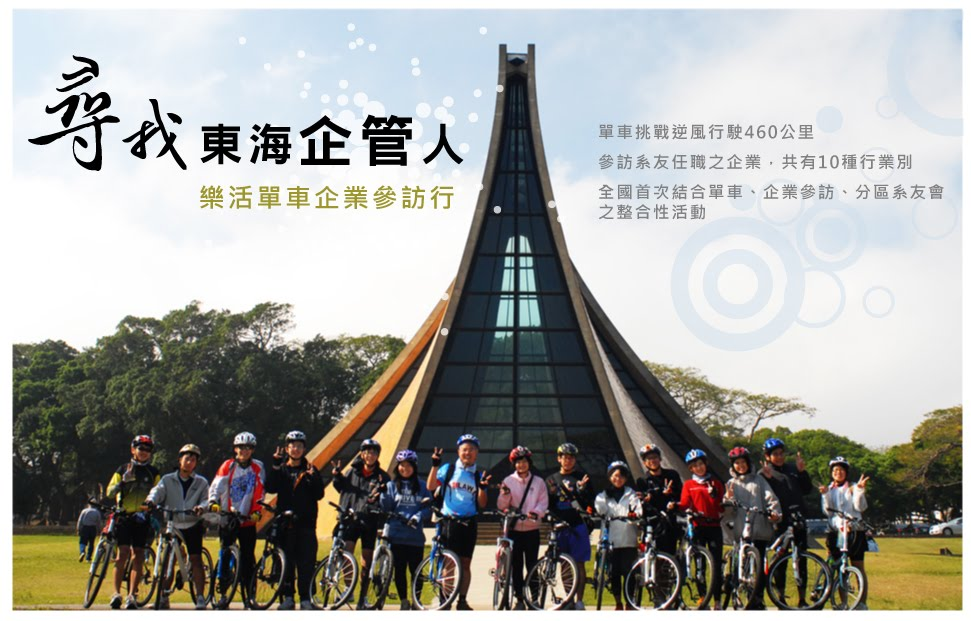 尋找東海企管人
樂活單車企業參訪行
單車挑戰逆風行駛460公里
參訪系友任職之企業，共有10種行業別
全國首次結合單車、企業參訪、分區系友會
之整合性活動